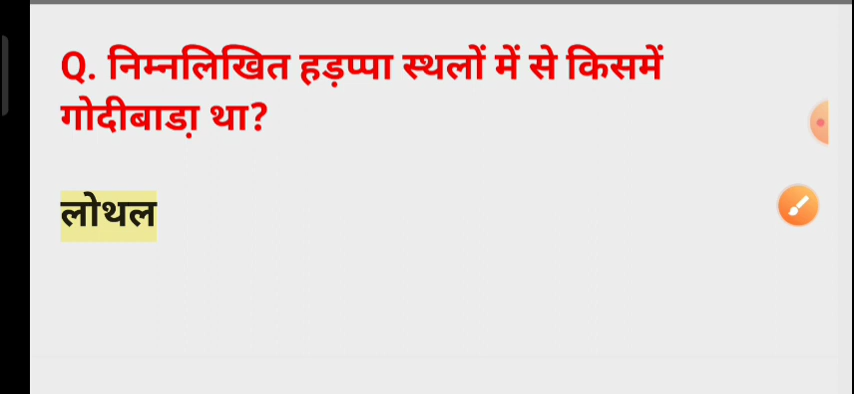 Q. निम्नलिखित हड़प्पा स्थलों में से किसमें
गोदीबाडा़ था?
लोथल